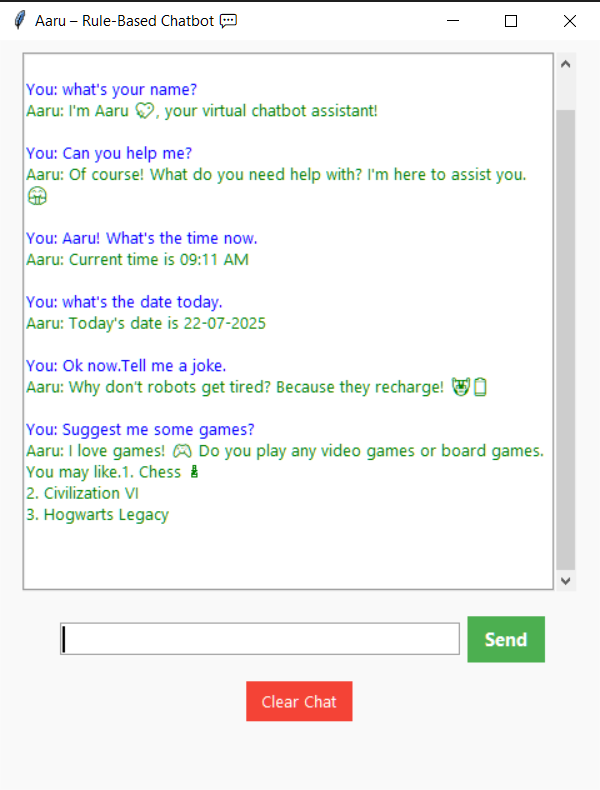 Aaru – Rule-Based Chatbot 💬
You: what's your name?
Aaru: I'm Aaru 🤍, your virtual chatbot assistant!
You: Can you help me?
Aaru: Of course! What do you need help with? I'm here to assist you.
😁
You: Aaru! What's the time now.
Aaru: Current time is 09:11 AM
You: what's the date today.
Aaru: Today's date is 22-07-2025
You: Ok now.Tell me a joke.
Aaru: Why don't robots get tired? Because they recharge! 🤖🔋
You: Suggest me some games?
Aaru: I love games! 🎮 Do you play any video games or board games.
You may like.1. Chess ♟
2. Civilization VI
3. Hogwarts Legacy
Send
Clear Chat